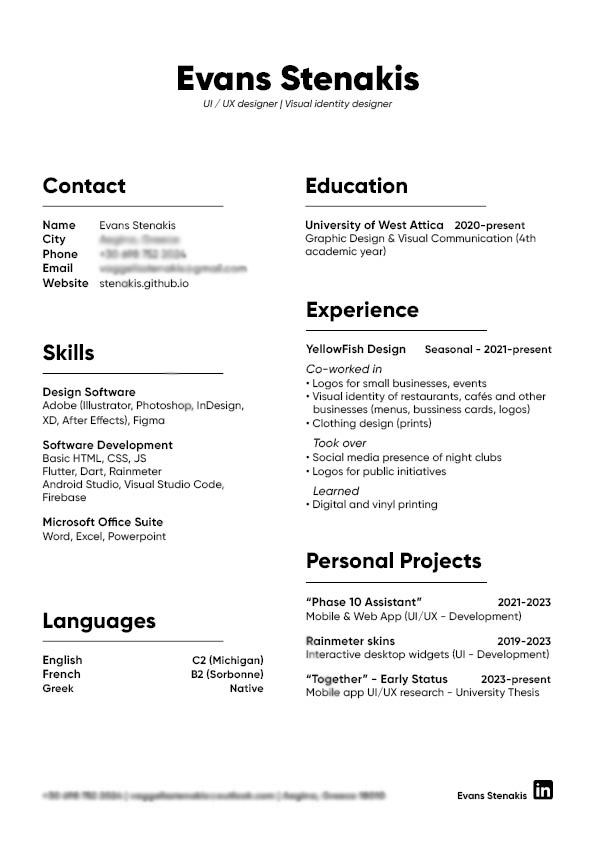 Evans Stenakis
UI / UX designer | Visual identity designer
Contact
Name Evans Stenakis
City
Phone
Email
Website stenakis.github.io
Skills
Design Software
Adobe (Illustrator, Photoshop, InDesign,
XD, After Effects), Figma
Software Development
Basic HTML, CSS, JS
Flutter, Dart, Rainmeter
Android Studio, Visual Studio Code,
Firebase
Microsoft Office Suite
Word, Excel, Powerpoint
Languages
English C2 (Michigan)
French B2 (Sorbonne)
Greek Native
Education
University of West Attica 2020-present
Graphic Design & Visual Communication (4th
academic year)
Experience
YellowFish Design Seasonal - 2021-present
Co-worked in
• Logos for small businesses, events
• Visual identity of restaurants, cafés and other
businesses (menus, bussiness cards, logos)
• Clothing design (prints)
Took over
• Social media presence of night clubs
• Logos for public initiatives
Learned
• Digital and vinyl printing
Personal Projects
“Phase 10 Assistant” 2021-2023
Mobile & Web App (UI/UX - Development)
Rainmeter skins 2019-2023
Interactive desktop widgets (UI - Development)
“Together” - Early Status 2023-present
Mobile app UI/UX research - University Thesis
Evans Stenakis in